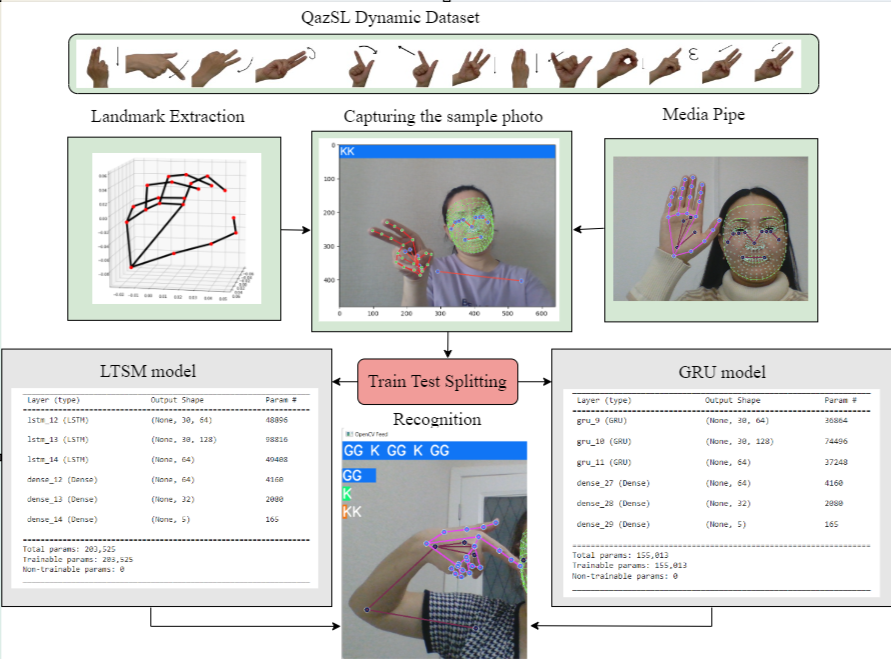 QazSL Dynamic Dataset
Landmark Extraction
Capturing the sample photo
Media Pipe
KK
0
100
200
300
400
0 100 200 300 400 500 600
LTSM model
Layer (type) Output Shape Param #
lstm_12 (LSTM) (None, 30, 64) 48896
lstm_13 (LSTM) (None, 30, 128) 98816
lstm_14 (LSTM) (None, 64) 49408
dense_12 (Dense) (None, 64) 4160
dense_13 (Dense) (None, 32) 2080
dense_14 (Dense) (None, 5) 165
Total params: 203,525
Trainable params: 203,525
Non-trainable params: 0
Train Test Splitting
Recognition
OpenCV Feed
GG K GG K GG
GG
K
KK
GRU model
Layer (type) Output Shape Param #
gru_9 (GRU) (None, 30, 64) 36864
gru_10 (GRU) (None, 30, 128) 74496
gru_11 (GRU) (None, 64) 37248
dense_27 (Dense) (None, 64) 4160
dense_28 (Dense) (None, 32) 2080
dense_29 (Dense) (None, 5) 165
Total params: 155,013
Trainable params: 155,013
Non-trainable params: 0